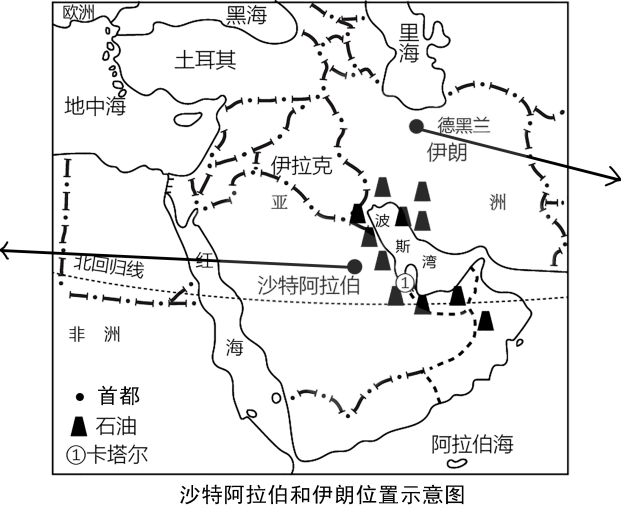 欧洲
黑海
里海
土耳其
地中海
德黑兰
伊朗
伊拉克
亚
洲
波斯湾
红海
北回归线
沙特阿拉伯
①
非洲
首都
石油
①卡塔尔
阿拉伯海
沙特阿拉伯和伊朗位置示意图